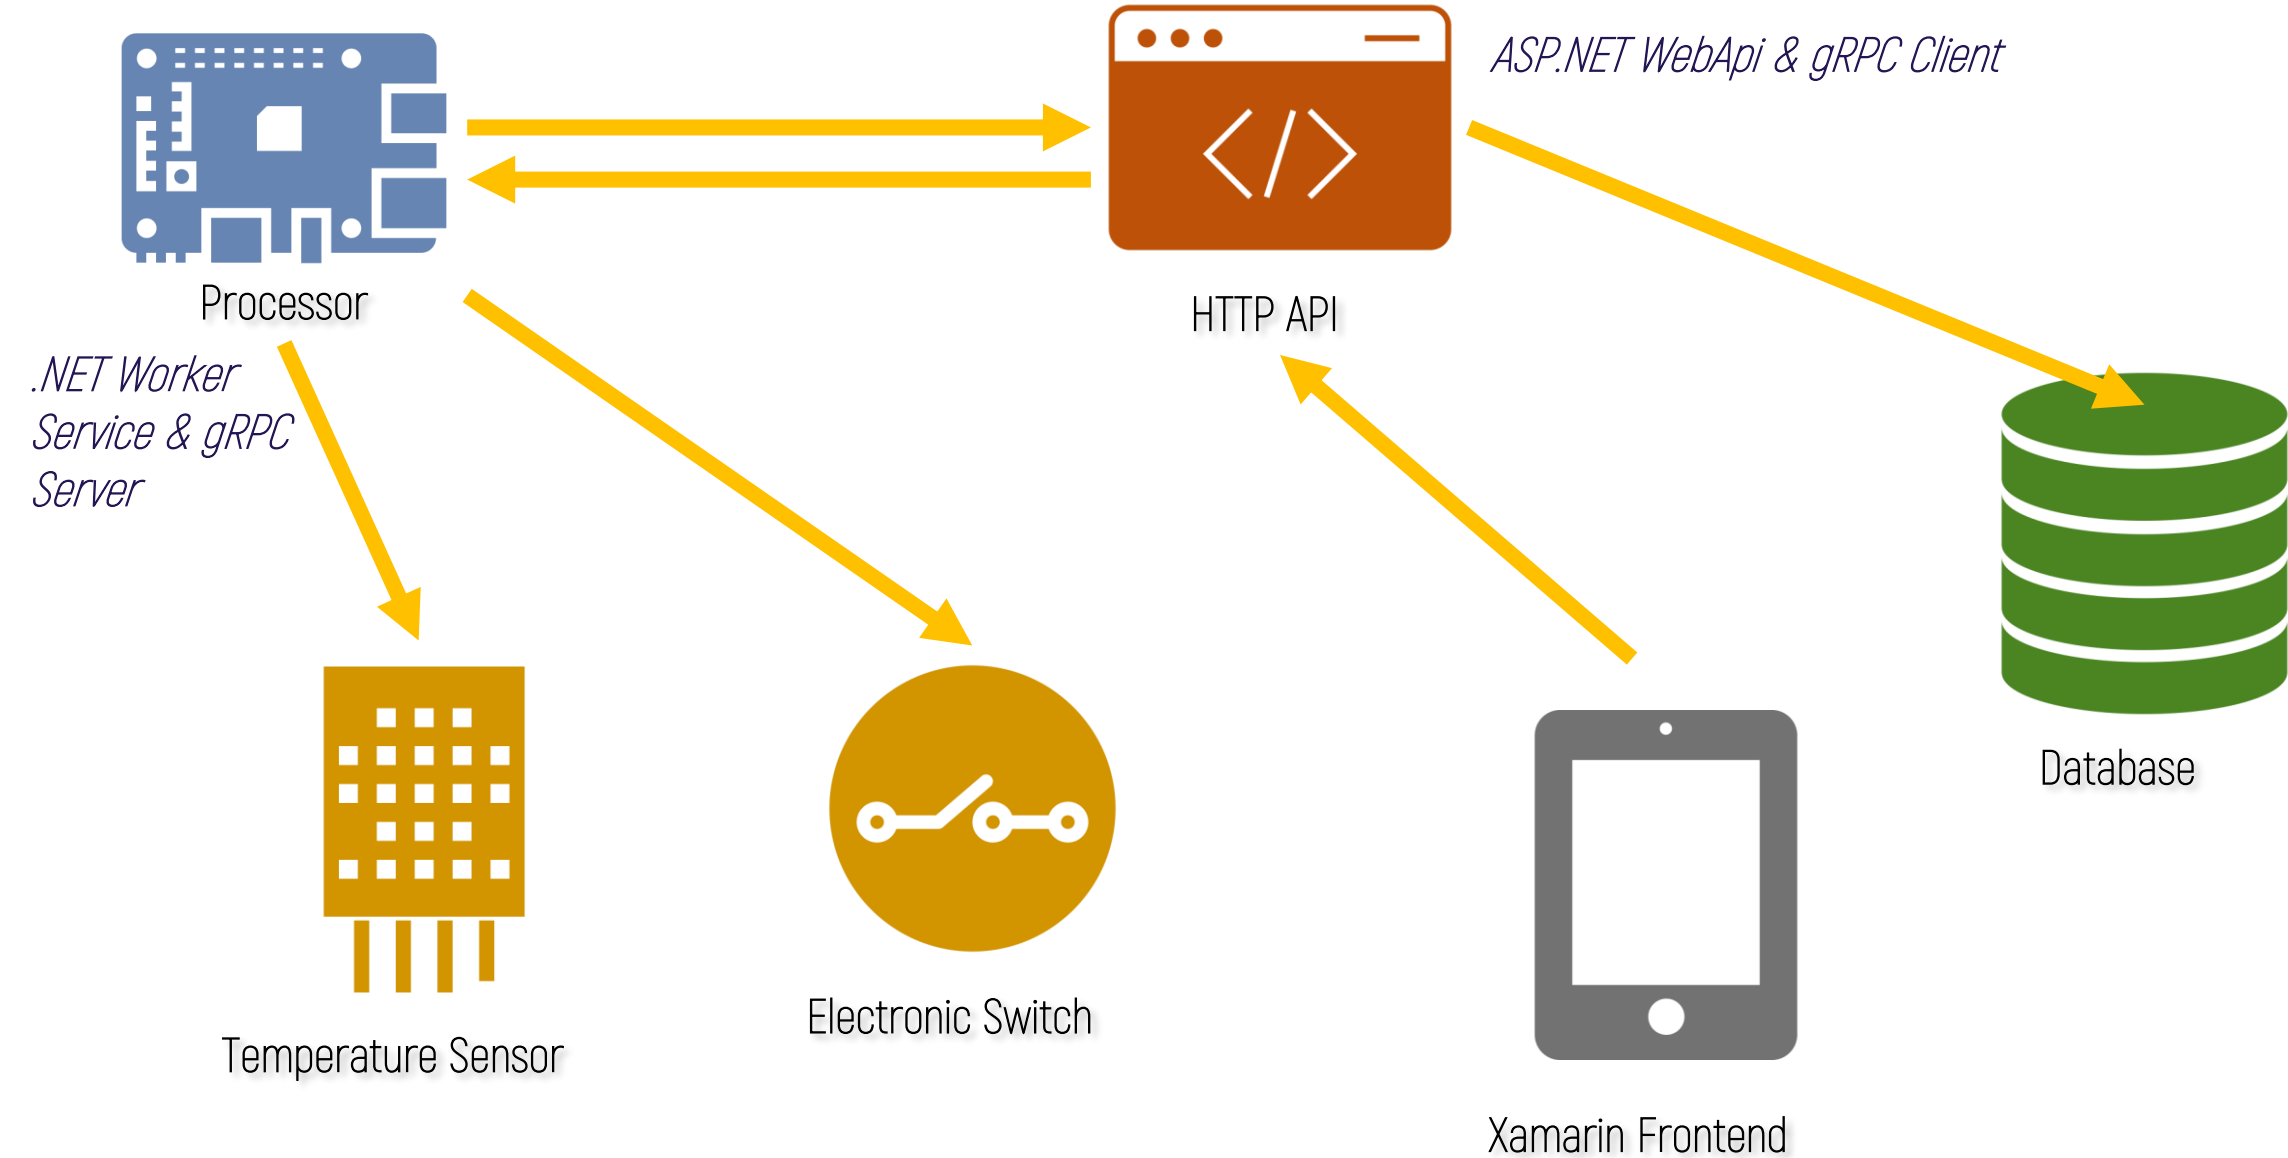 ASP.NET WebApi & gRPC Client
Processor
HTTP API
.NET Worker
Service & gRPC
Server
Database
Electronic Switch
Temperature Sensor
Xamarin Frontend